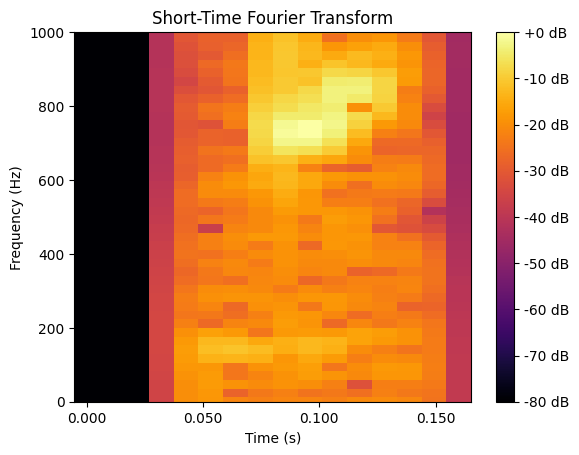 Short-Time Fourier Transform
1000
800
600
400
200
0
Frequency (Hz)
0.000
0.050
0.100
0.150
Time (s)
+0 dB
-10 dB
-20 dB
-30 dB
-40 dB
-50 dB
-60 dB
-70 dB
-80 dB